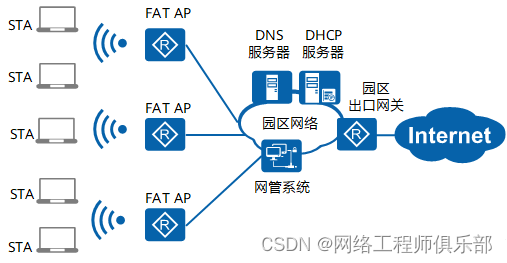 STA
FAT AP
STA
DNS
服务器
DHCP
服务器
FAT AP
园区
出口网关
STA
园区网络
Internet
STA
FAT AP
网管系统
STA
CSDN @网络工程师俱乐部
R
R
R
R